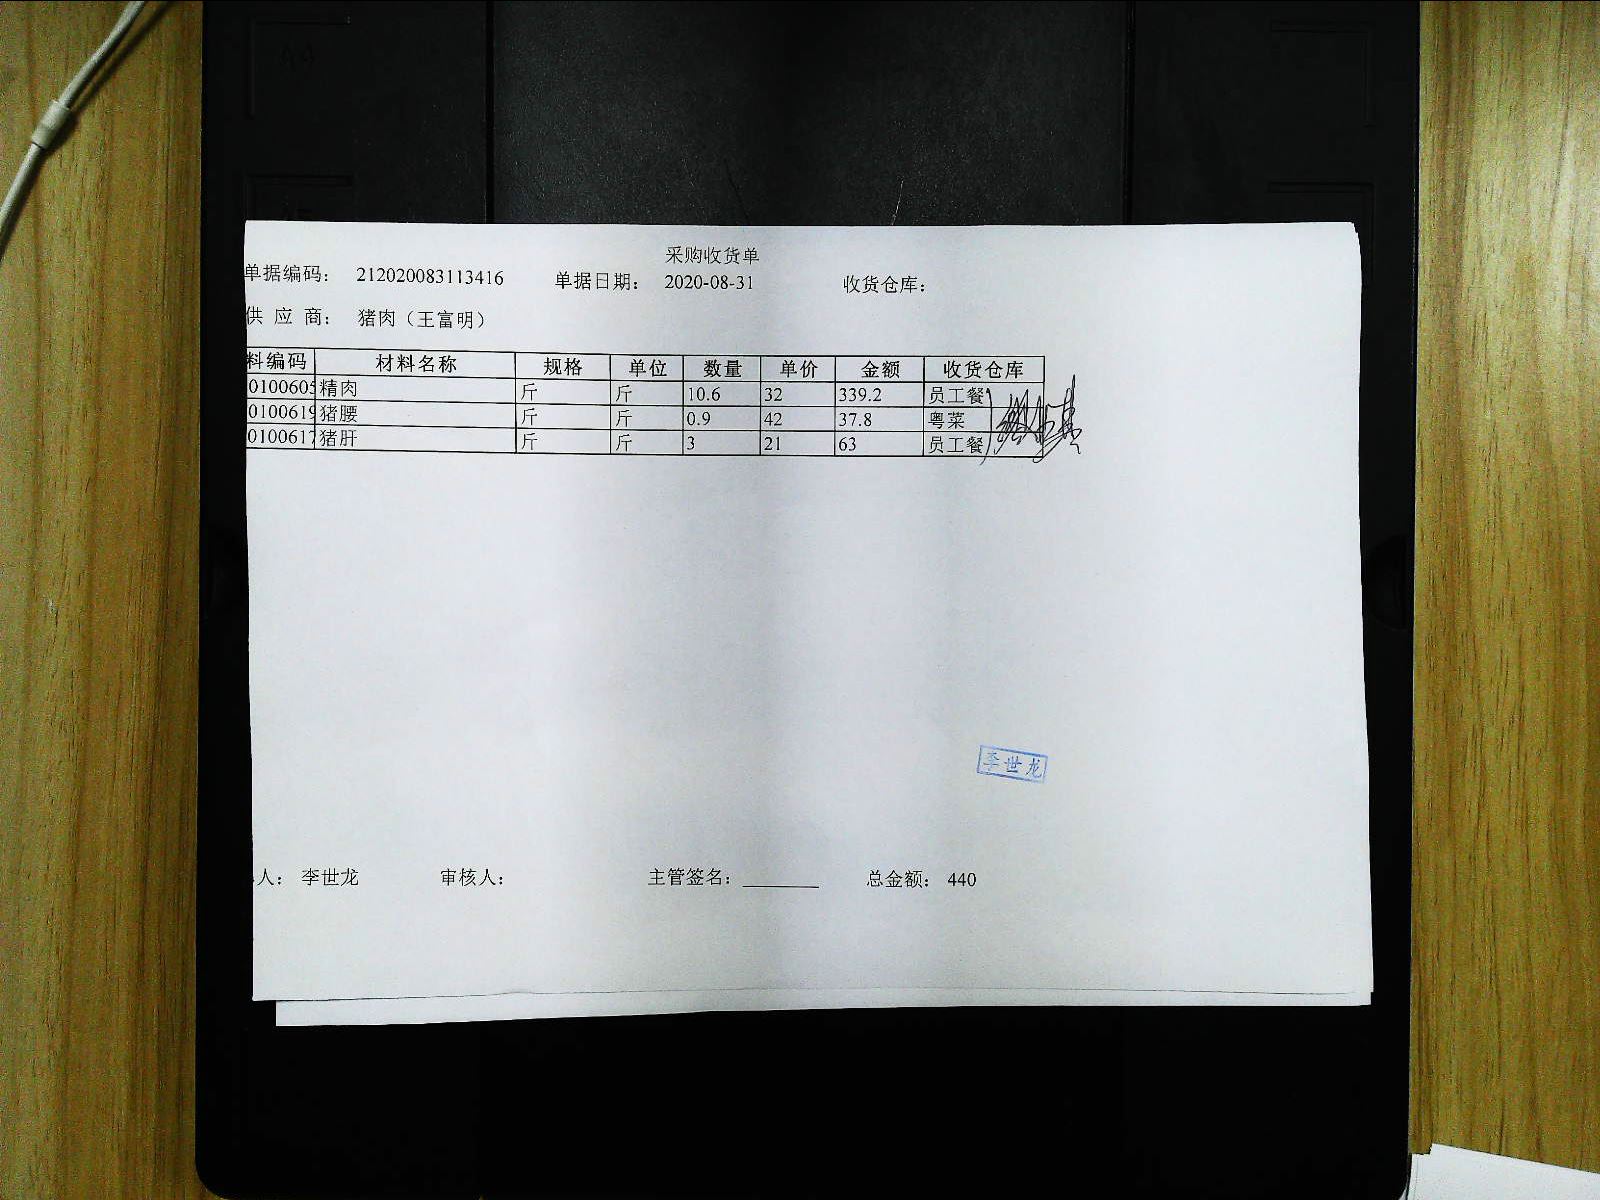 采购收货单
单据编码： 212020083113416 单据日期： 2020-08-31 收货仓库：
供 应 商： 猪肉（王富明）
料编码 材料名称 规格 单位 数量 单价 金额 收货仓库
0100605 精肉 斤 斤 10.6 32 339.2 员工餐
0100619 猪腰 斤 斤 0.9 42 37.8 粤菜
0100617 猪肝 斤 斤 3 21 63 员工餐
李世龙
人： 李世龙 审核人： 主管签名：______ 总金额： 440